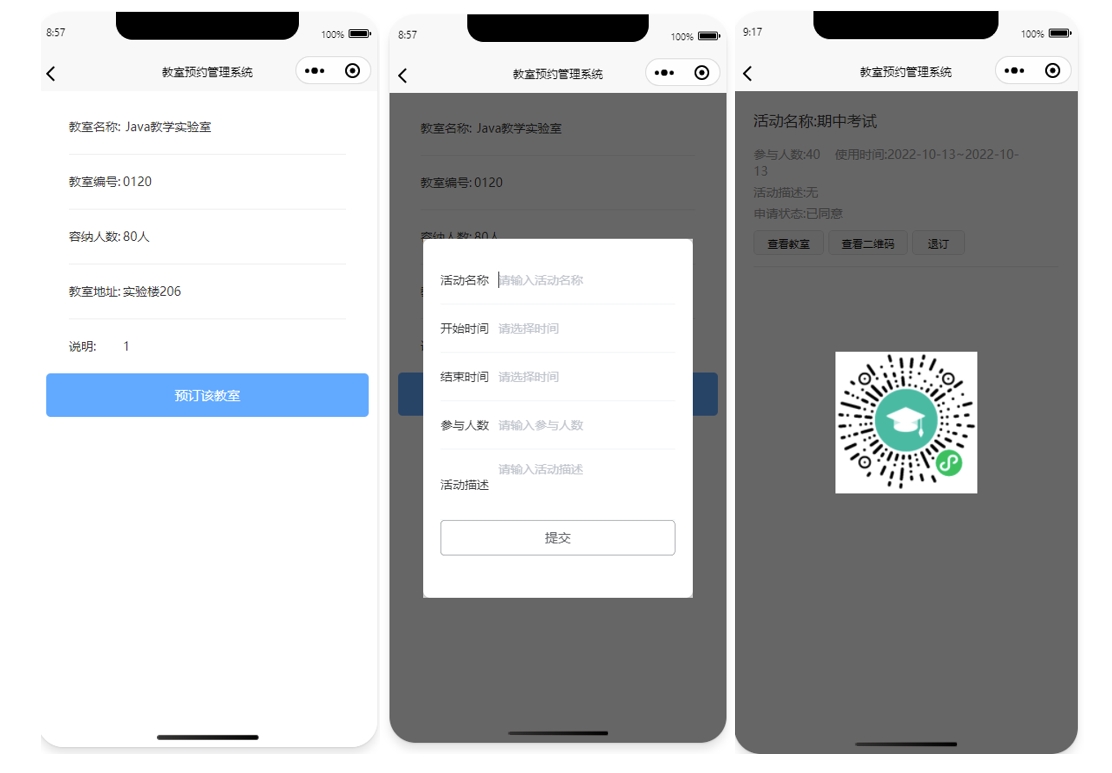 8:57
100%
教室预约管理系统
教室名称: Java教学实验室
教室编号: 0120
容纳人数: 80人
教室地址: 实验楼206
说明: 1
预订该教室
8:57
100%
教室预约管理系统
教室名称: Java教学实验室
教室编号: 0120
容纳人数: 80人
活动名称 请输入活动名称
开始时间 请选择时间
结束时间 请选择时间
参与人数 请输入参与人数
请输入活动描述
活动描述
提交
9:17
100%
教室预约管理系统
活动名称:期中考试
参与人数:40 使用时间:2022-10-13~2022-10-
13
活动描述:无
申请状态:已同意
查看教室 查看二维码 退订